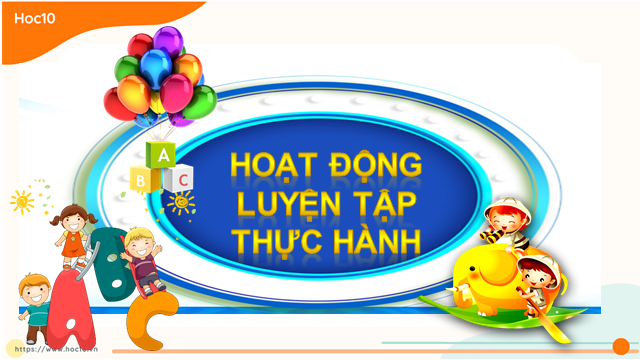 Hoc10
A
B C
HOẠT ĐỘNG
LUYỆN TẬP
THỰC HÀNH
A B C
https://www.hoc10.vn